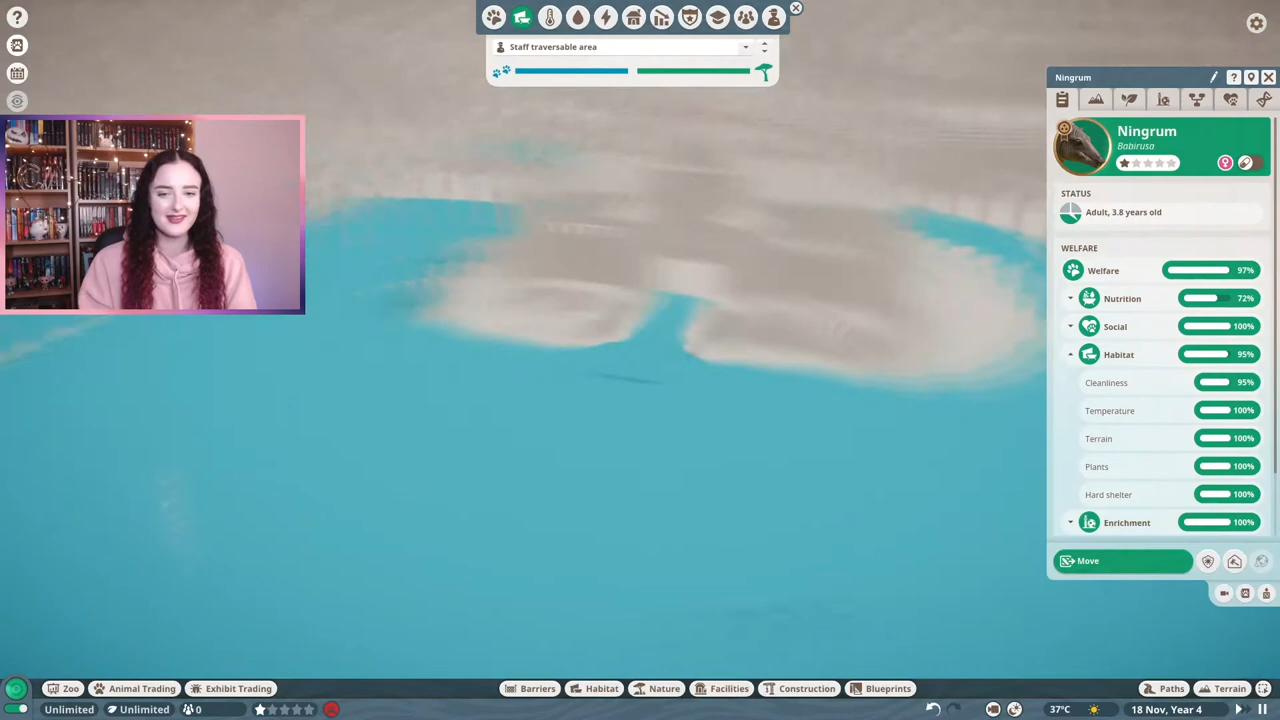 Staff traversable area
Ningrum
Ningrum
Babirusa
STATUS
Adult, 3.8 years old
WELFARE
Welfare 97%
Nutrition 72%
Social 100%
Habitat 95%
Cleanliness 95%
Temperature 100%
Terrain 100%
Plants 100%
Hard shelter 100%
Enrichment 100%
Move
Zoo Animal Trading Exhibit Trading Barriers Habitat Nature Facilities Construction Blueprints Paths Terrain
Unlimited Unlimited 0 37°C 18 Nov, Year 4